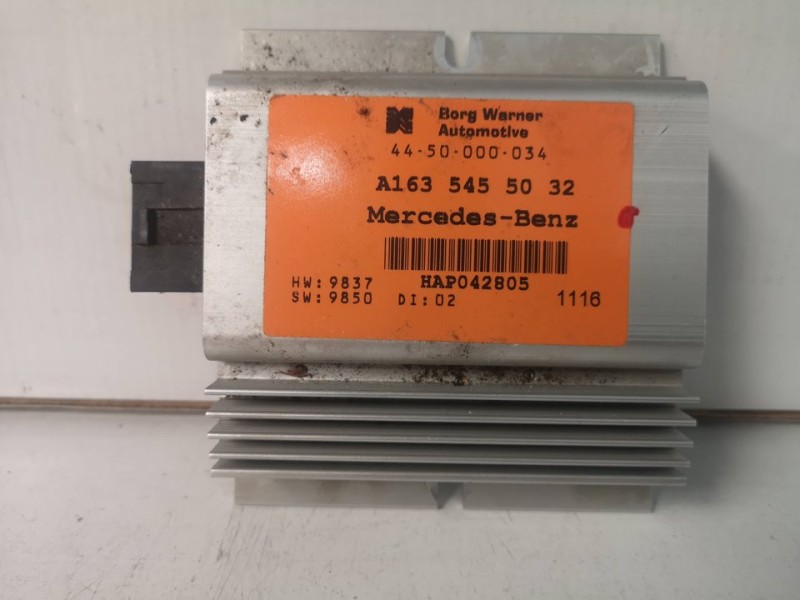 Borg Warner
Automotive
44-50-000-034
A163 545 50 32
Mercedes-Benz
HAP042805
HW:9837
SW:9850 DI:02 1116